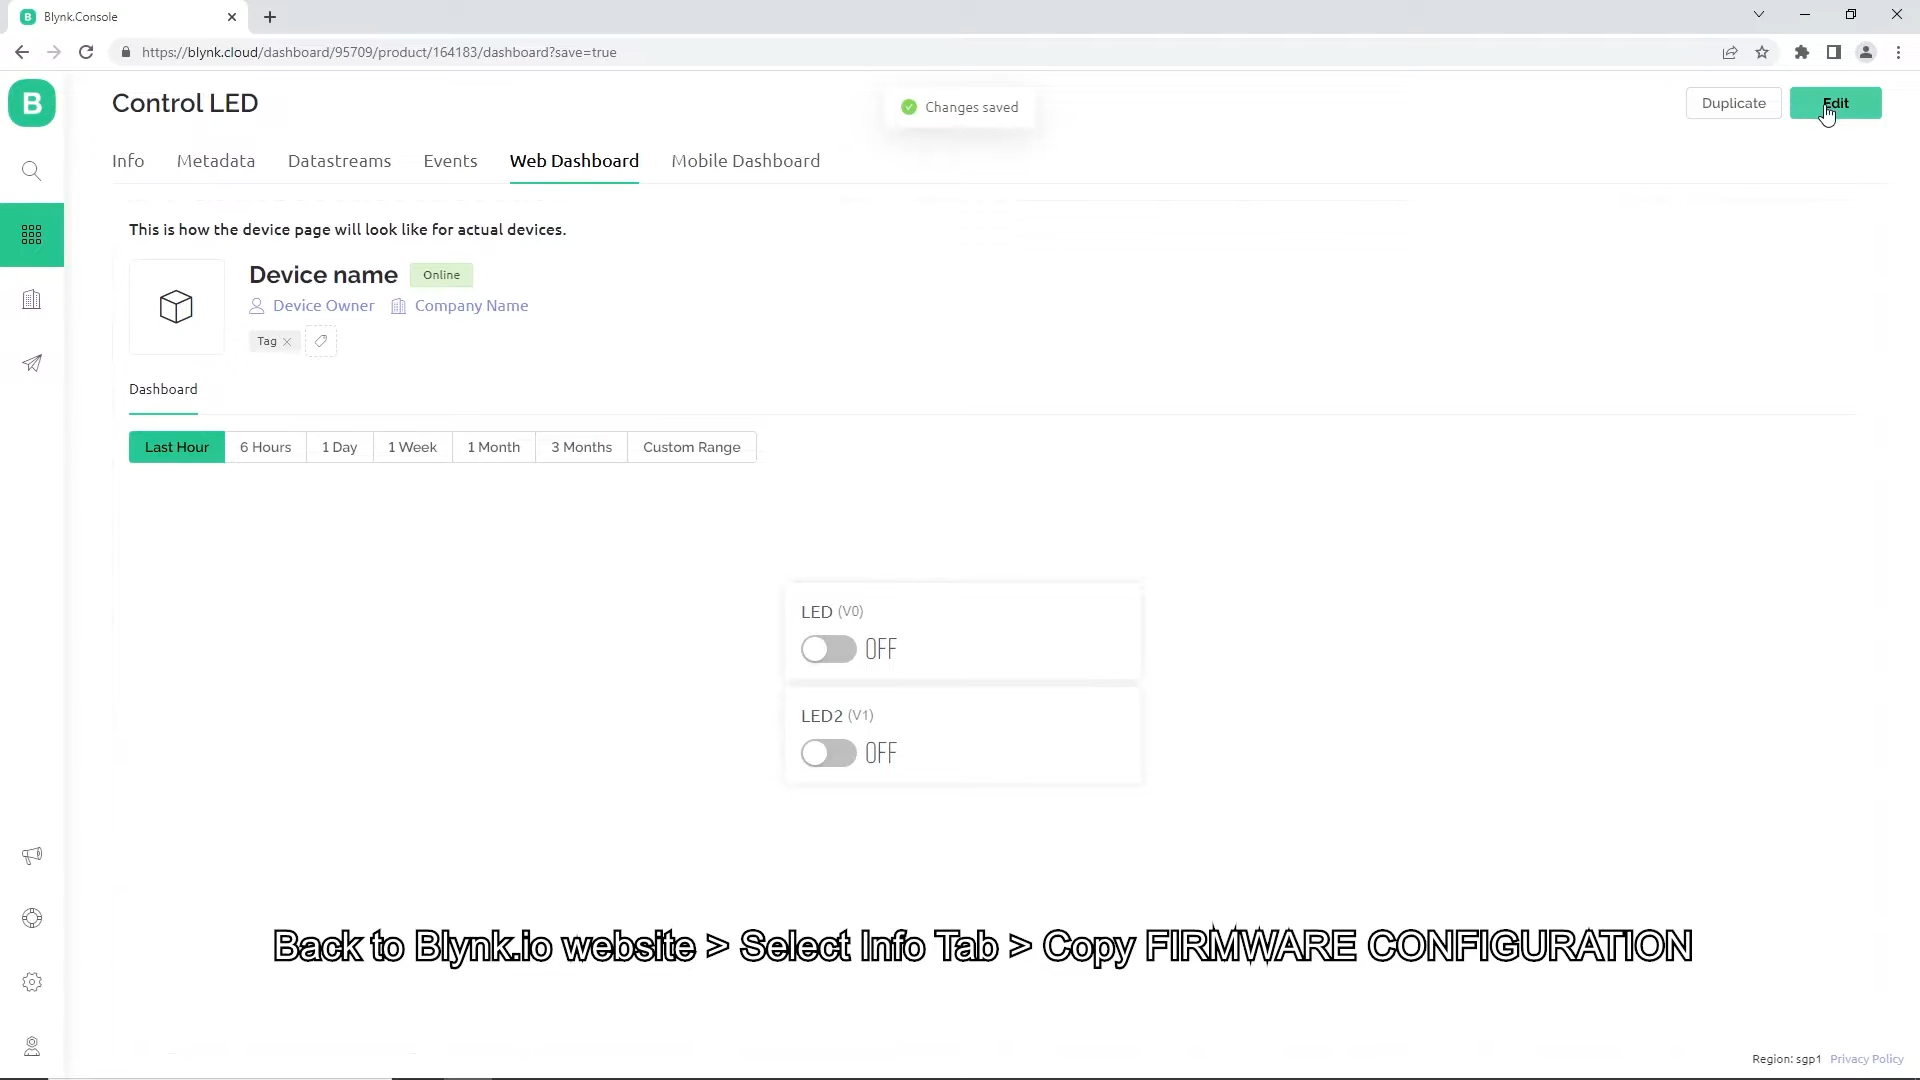 B Blynk.Console
https://blynk.cloud/dashboard/95709/product/164183/dashboard?save=true
B
Control LED
Changes saved
Duplicate
Edit
Info Metadata Datastreams Events Web Dashboard Mobile Dashboard
This is how the device page will look like for actual devices.
Device name Online
Device Owner Company Name
Tag
Dashboard
Last Hour 6 Hours 1 Day 1 Week 1 Month 3 Months Custom Range
LED (V0)
OFF
LED2 (V1)
OFF
Back to Blynk.io website > Select Info Tab > Copy FIRMWARE CONFIGURATION
Region: sgp1 Privacy Policy